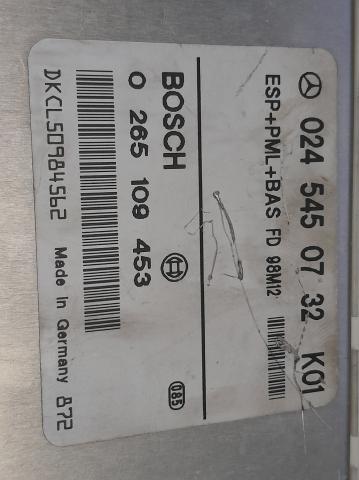 024 545 07 32 K01
ESP+PML+BAS FD 98M12
BOSCH
0 265 109 453
085
DKCL50984562 Made in Germany 872